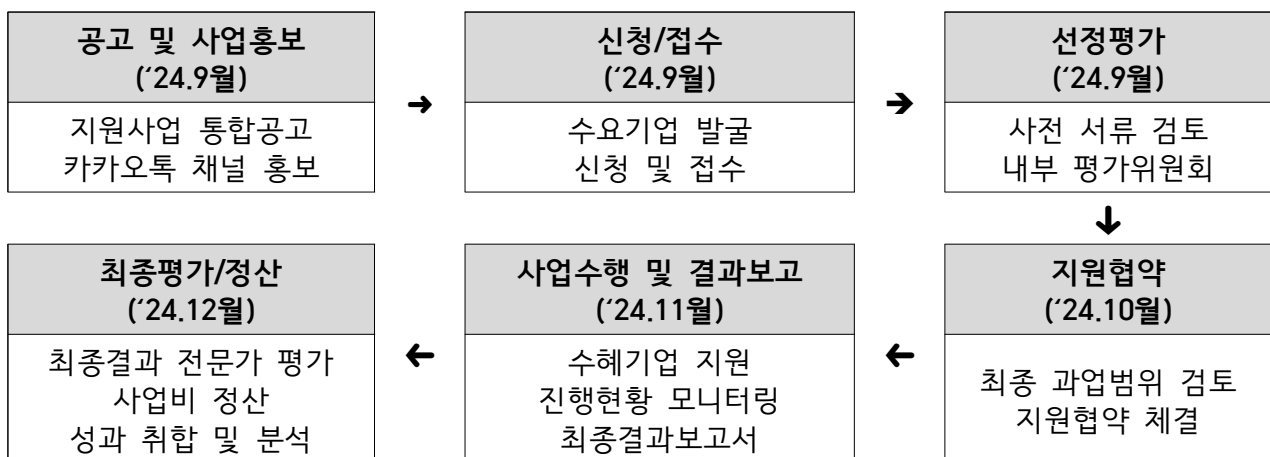 공고 및 사업홍보
(‘24.9월)
지원사업 통합공고
카카오톡 채널 홍보
➜
신청/접수
(‘24.9월)
수요기업 발굴
신청 및 접수
➜
선정평가
(‘24.9월)
사전 서류 검토
내부 평가위원회
🡻
지원협약
(‘24.10월)
최종 과업범위 검토
지원협약 체결
🡸
사업수행 및 결과보고
(‘24.11월)
수혜기업 지원
진행현황 모니터링
최종결과보고서
🡸
최종평가/정산
(‘24.12월)
최종결과 전문가 평가
사업비 정산
성과 취합 및 분석